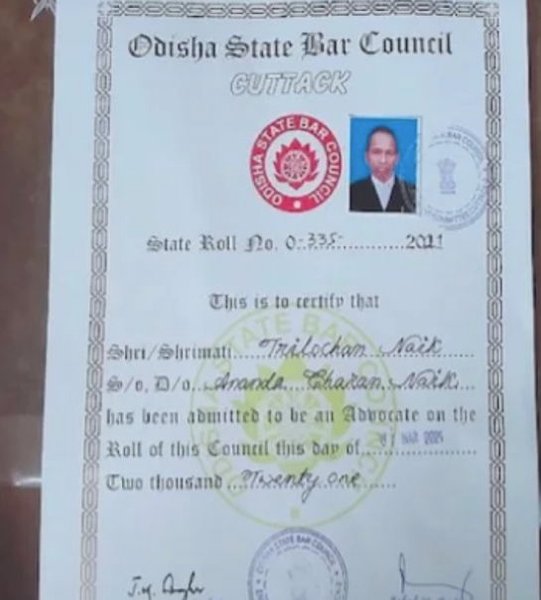 Odisha State Bar Council
CUTTACK
ODISHA STATE BAR COUNCIL
State Roll No. O-335- 2021
This is to certify that
Shri/Shrimati Trilochan Naik
S/o, D/o. Ananda Charan Naik
has been admitted to be an Advocate on the
Roll of this Council this day of
Two thousand Twenty one